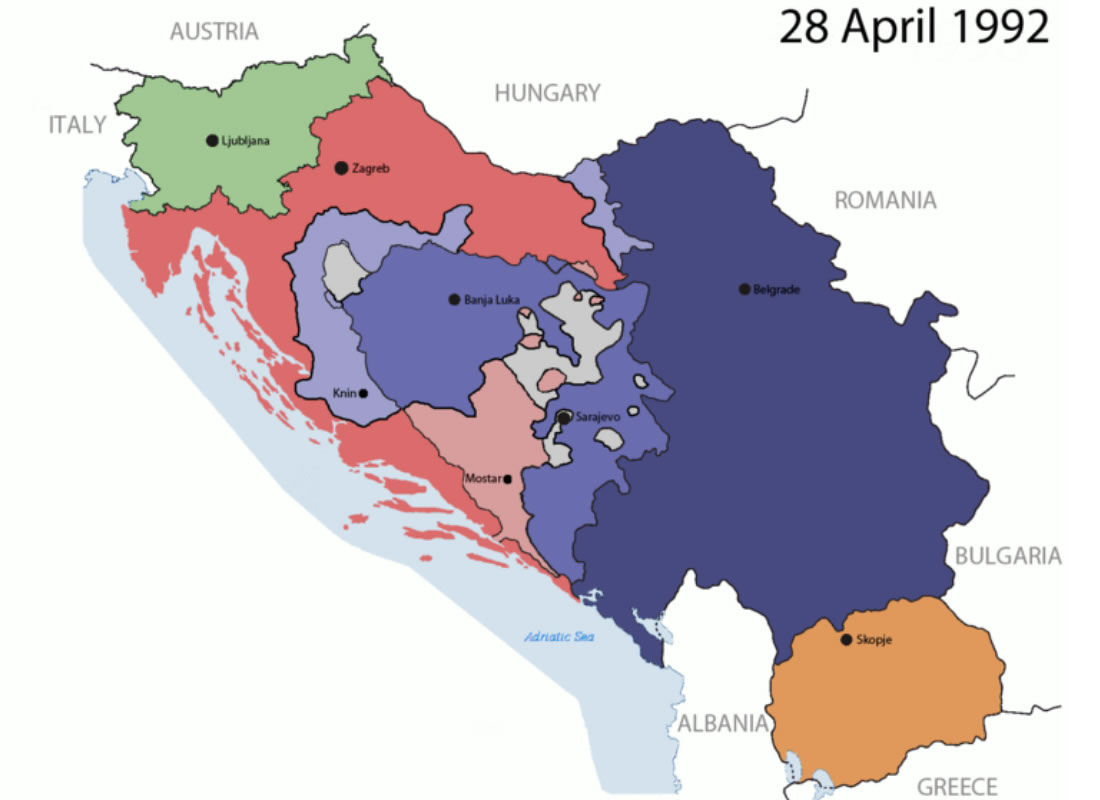 28 April 1992
AUSTRIA
HUNGARY
ITALY
Ljubljana
Zagreb
ROMANIA
Belgrade
Banja Luka
Knin
Sarajevo
Mostar
BULGARIA
Adriatic Sea
Skopje
ALBANIA
GREECE